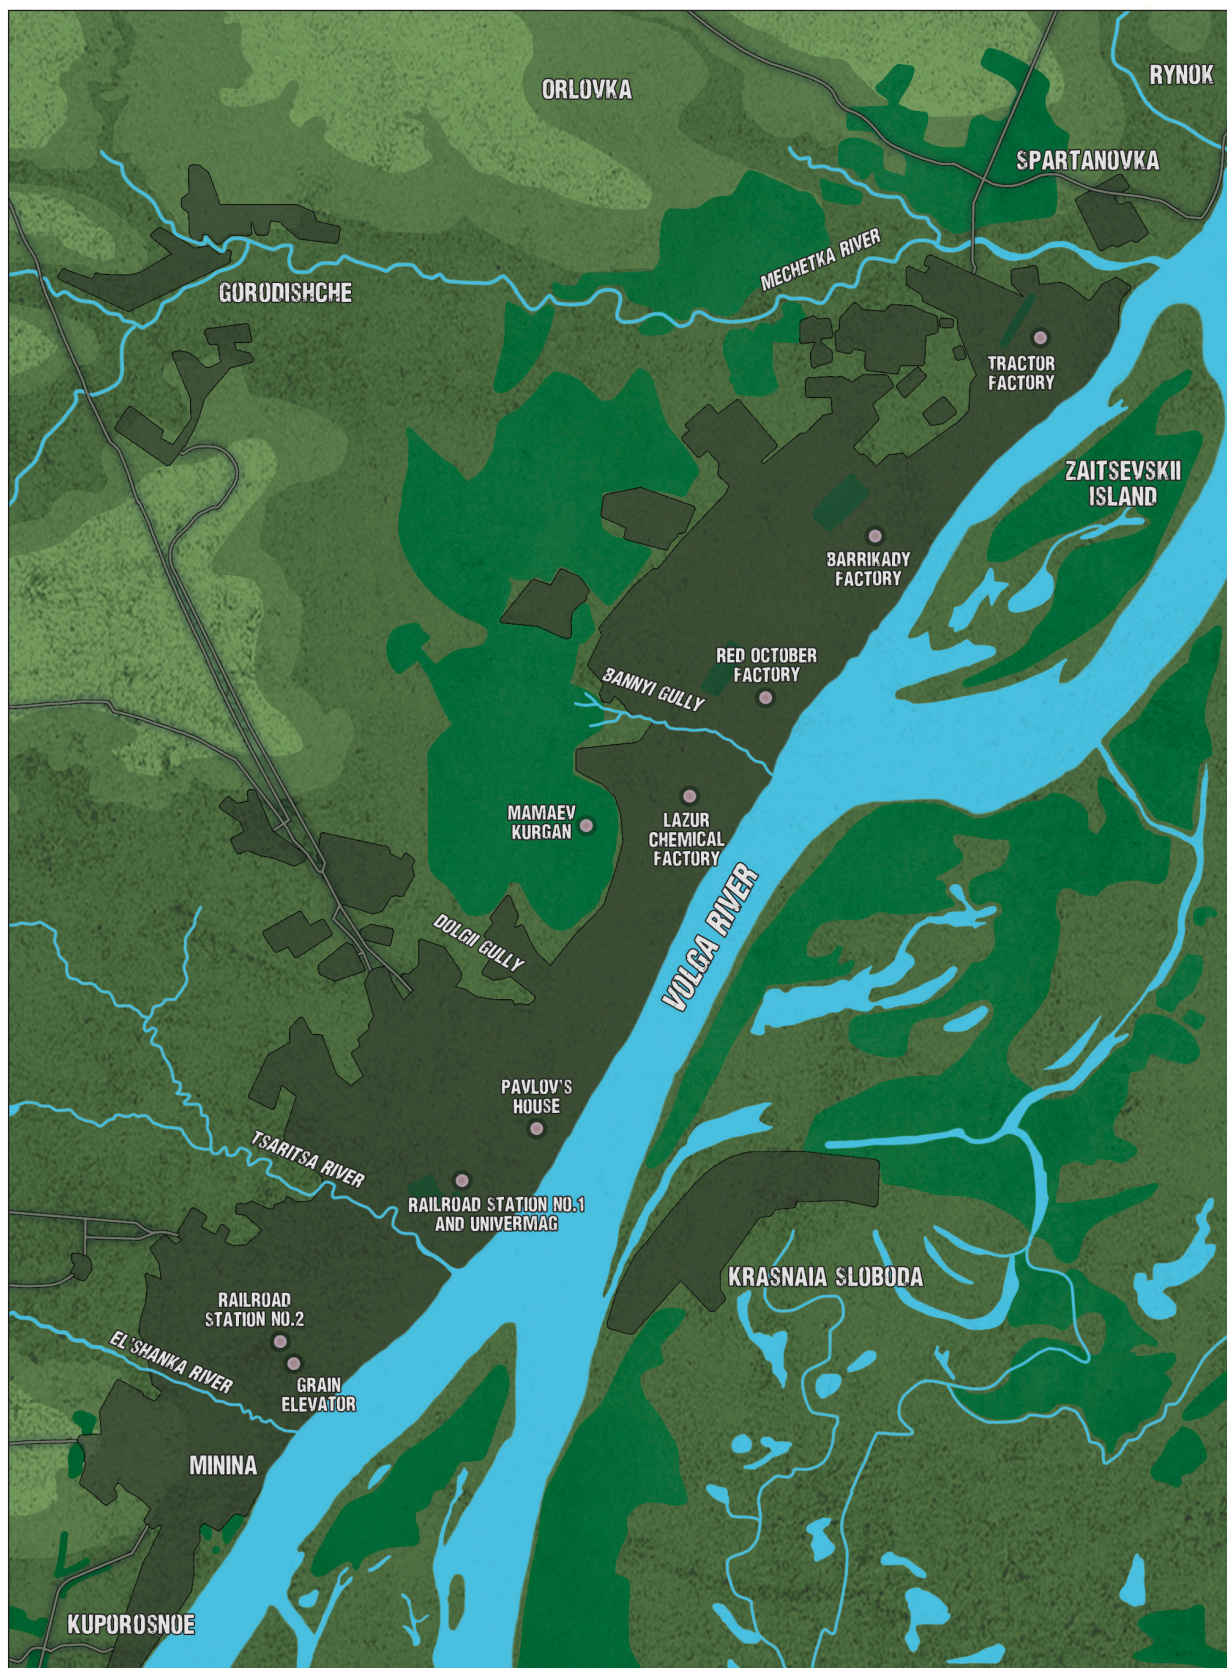 RYNOK
ORLOVKA
SPARTANOVKA
MECHETKA RIVER
GORODISHCHE
TRACTOR
FACTORY
ZAITSEVSKII
ISLAND
BARRIKADY
FACTORY
RED OCTOBER
FACTORY
BANNYI GULLY
MAMAEV
KURGAN
LAZUR
CHEMICAL
FACTORY
VOLGA RIVER
DOLGII GULLY
PAVLOV'S
HOUSE
TSARITSA RIVER
RAILROAD STATION NO.1
AND UNIVERMAG
KRASNAIA SLOBODA
RAILROAD
STATION NO.2
EL'SHANKA RIVER
GRAIN
ELEVATOR
MININA
KUPOROSNOE